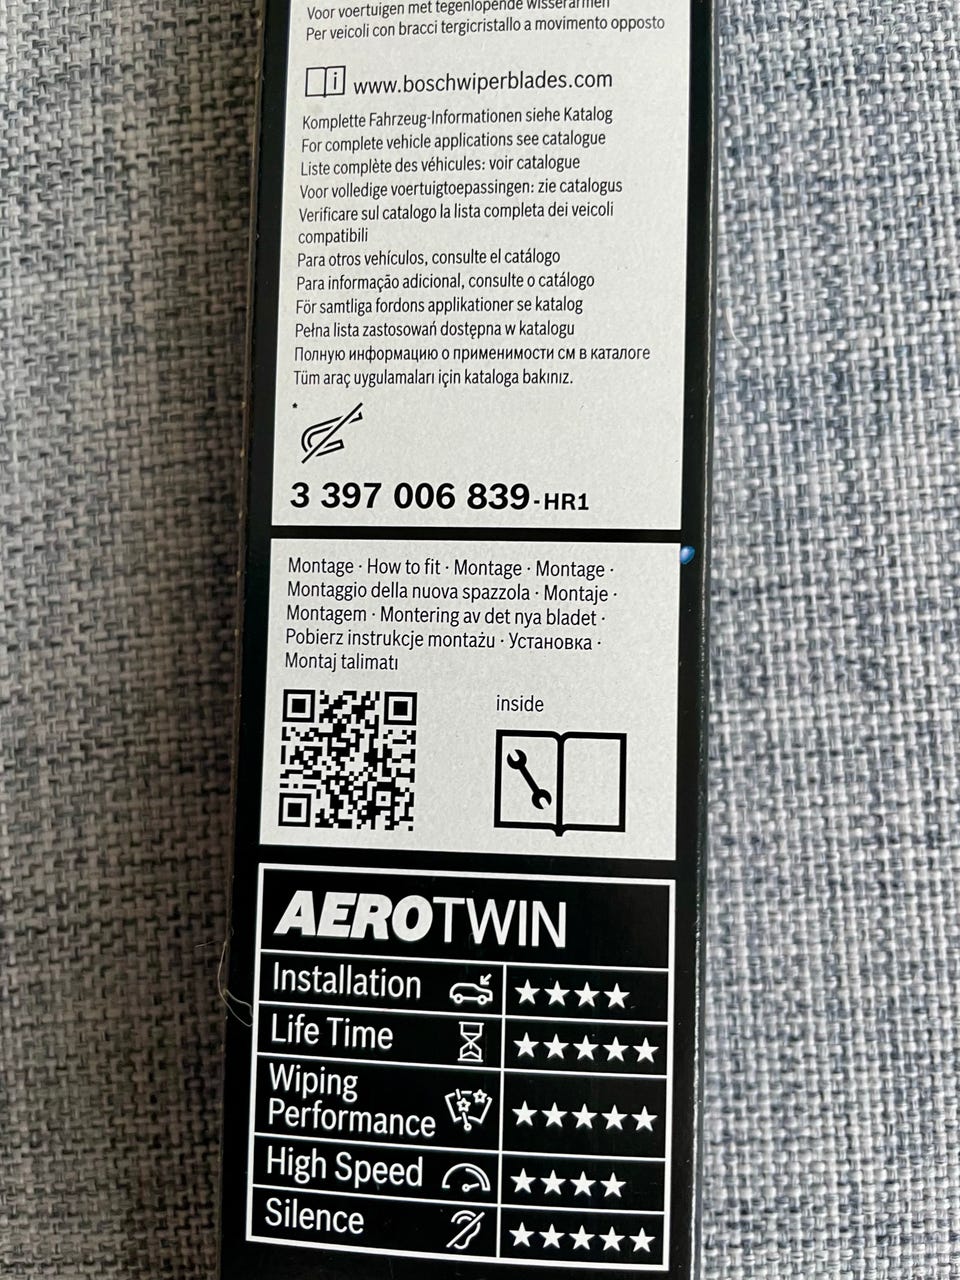 Voor voertuigen met tegenlopende wisserarmen
Per veicoli con bracci tergicristallo a movimento opposto
www.boschwiperblades.com
Komplette Fahrzeug-Informationen siehe Katalog
For complete vehicle applications see catalogue
Liste complète des véhicules: voir catalogue
Voor volledige voertuigtoepassingen: zie catalogus
Verificare sul catalogo la lista completa dei veicoli
compatibili
Para otros vehículos, consulte el catálogo
Para informação adicional, consulte o catálogo
För samtliga fordons applikationer se katalog
Pełna lista zastosowań dostępna w katalogu
Полную информацию о применимости см в каталоге
Tüm araç uygulamaları için kataloga bakınız.
*
3 397 006 839-HR1
Montage · How to fit · Montage · Montage ·
Montaggio della nuova spazzola · Montaje ·
Montagem · Montering av det nya bladet ·
Pobierz instrukcje montażu · Установка ·
Montaj talimatı
inside
AEROTWIN
Installation ★★★★
Life Time ★★★★★
Wiping
Performance ★★★★★
High Speed ★★★★
Silence ★★★★★